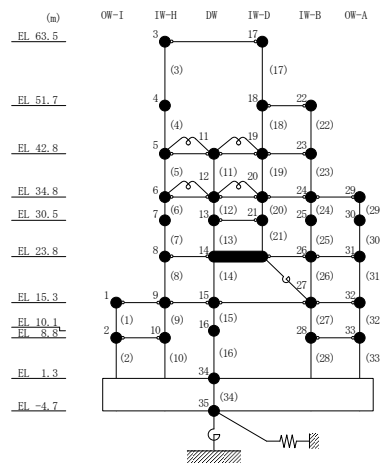 (m) OW-I IW-H DW IW-D IW-B OW-A
EL 63.5 3 17
(3) (17)
EL 51.7 4 18 22
(4) 11 19 (18) (22)
EL 42.8 5 23
(5) 12 (11) 20 (19) (23)
EL 34.8 6 24 29
(6) (12) (20) (24) (29)
EL 30.5 7 13 21 25 30
(7) (13) (21) (25) (30)
EL 23.8 8 14 26 31
(8) (14) (26) (31)
27
EL 15.3 1 9 15 32
(1) (9) (15) (27) (32)
EL 10.1 16
EL 8.8 2 10 28 33
(2) (10) (16) (28) (33)
EL 1.3 34
(34)
EL -4.7 35